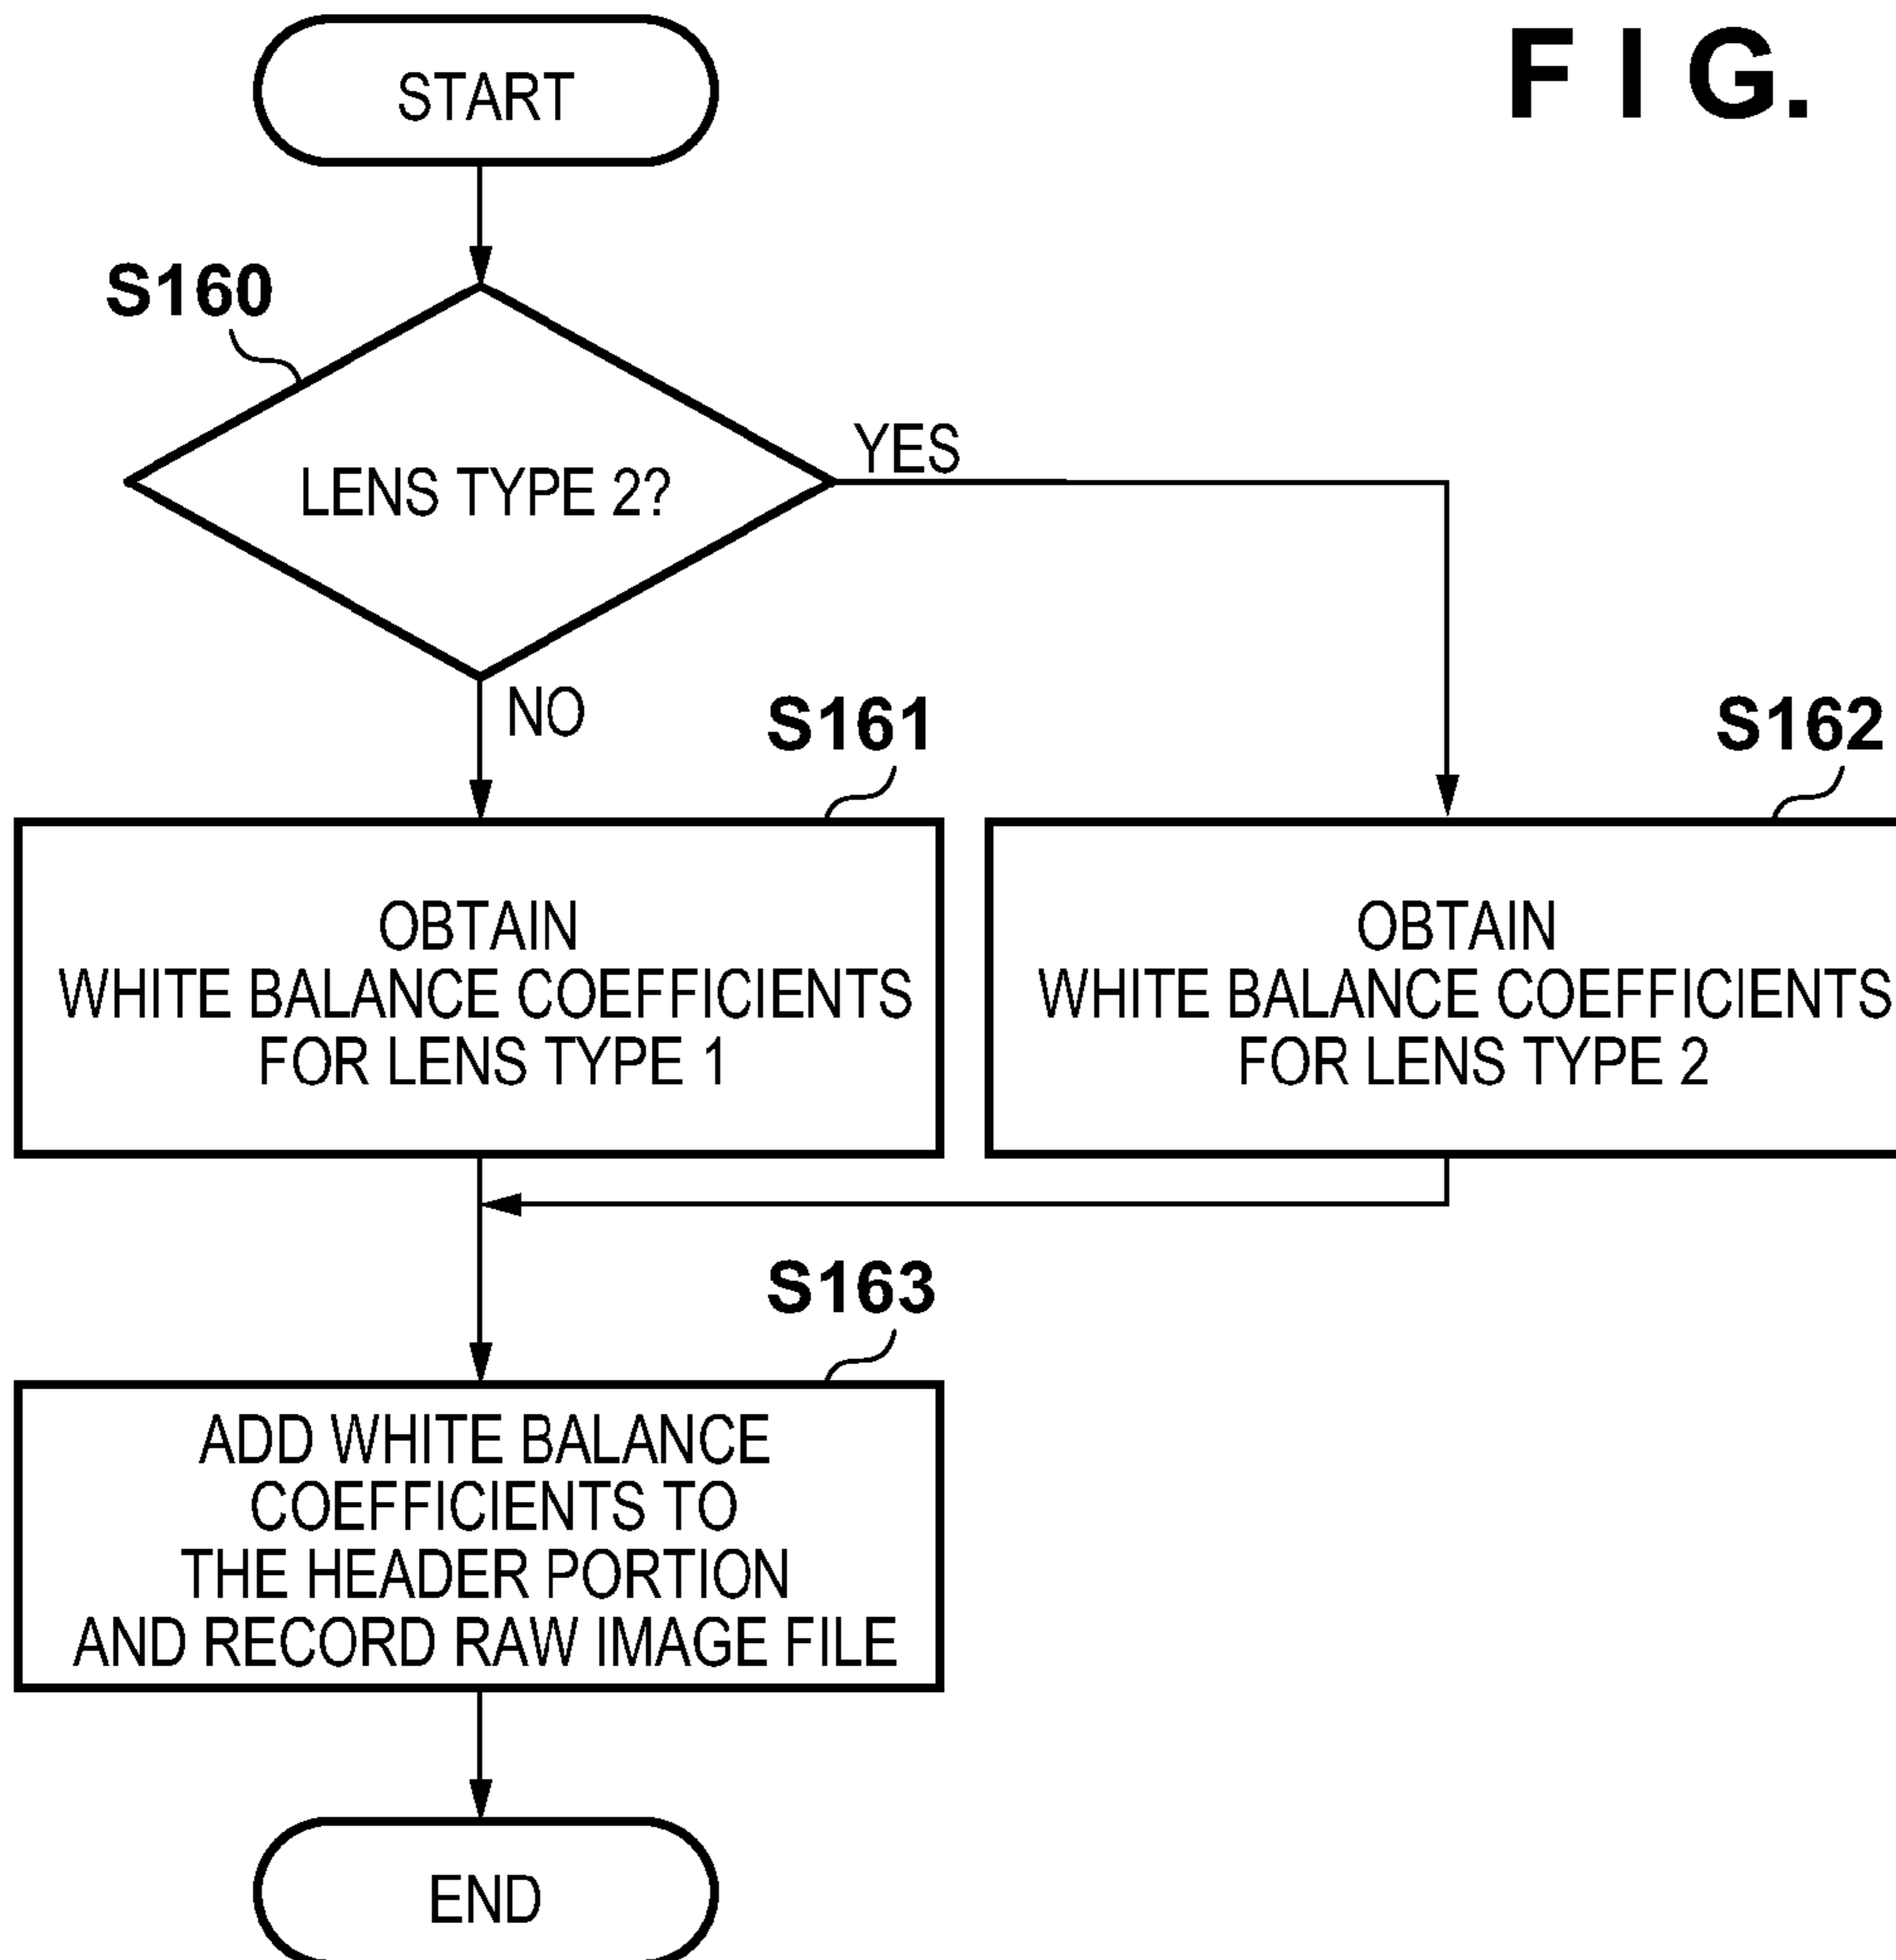 FIG.
START
S160
LENS TYPE 2?
YES
NO
S161
OBTAIN
WHITE BALANCE COEFFICIENTS
FOR LENS TYPE 1
S162
OBTAIN
WHITE BALANCE COEFFICIENTS
FOR LENS TYPE 2
S163
ADD WHITE BALANCE
COEFFICIENTS TO
THE HEADER PORTION
AND RECORD RAW IMAGE FILE
END